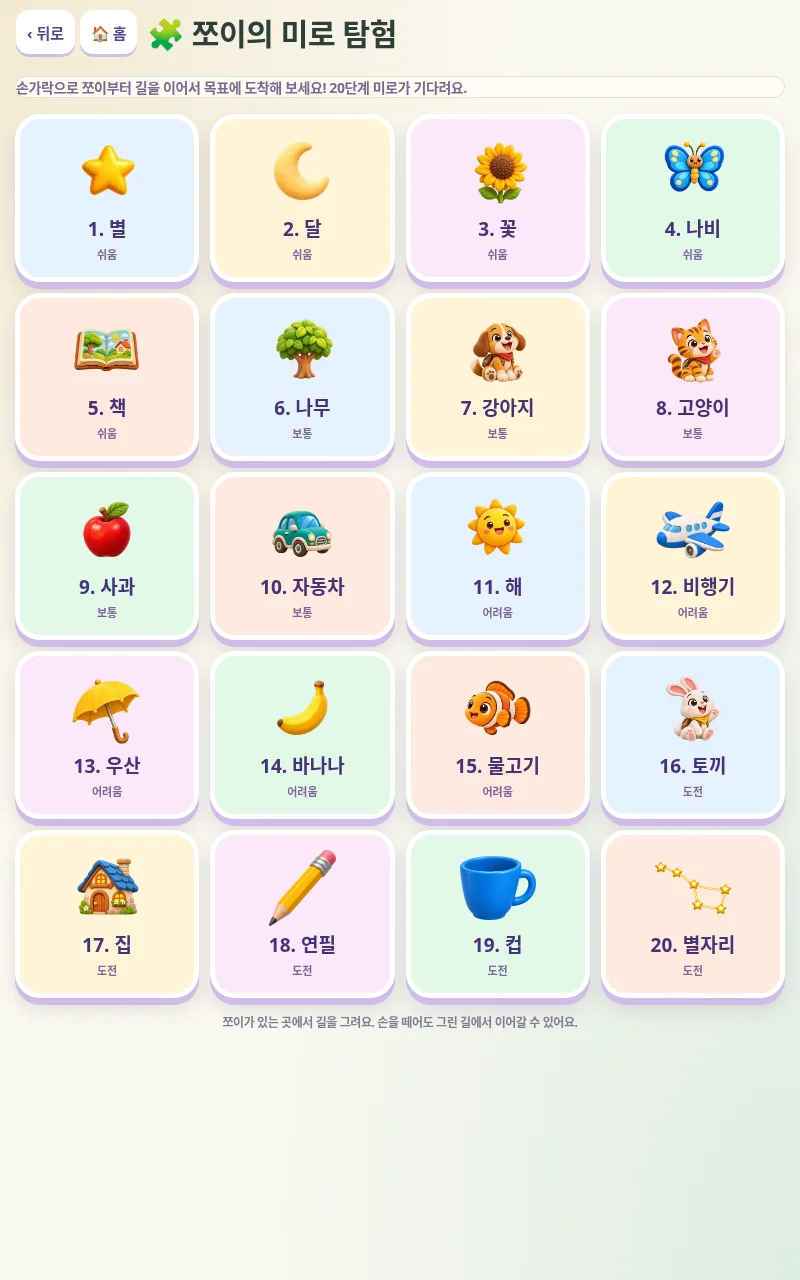 ‹ 뒤로
🏠 홈
🧩 쪼이의 미로 탐험
손가락으로 쪼이부터 길을 이어서 목표에 도착해 보세요! 20단계 미로가 기다려요.
1. 별
쉬움
2. 달
쉬움
3. 꽃
쉬움
4. 나비
쉬움
5. 책
쉬움
6. 나무
보통
7. 강아지
보통
8. 고양이
보통
9. 사과
보통
10. 자동차
보통
11. 해
어려움
12. 비행기
어려움
13. 우산
어려움
14. 바나나
어려움
15. 물고기
어려움
16. 토끼
도전
17. 집
도전
18. 연필
도전
19. 컵
도전
20. 별자리
도전
쪼이가 있는 곳에서 길을 그려요. 손을 떼어도 그린 길에서 이어갈 수 있어요.